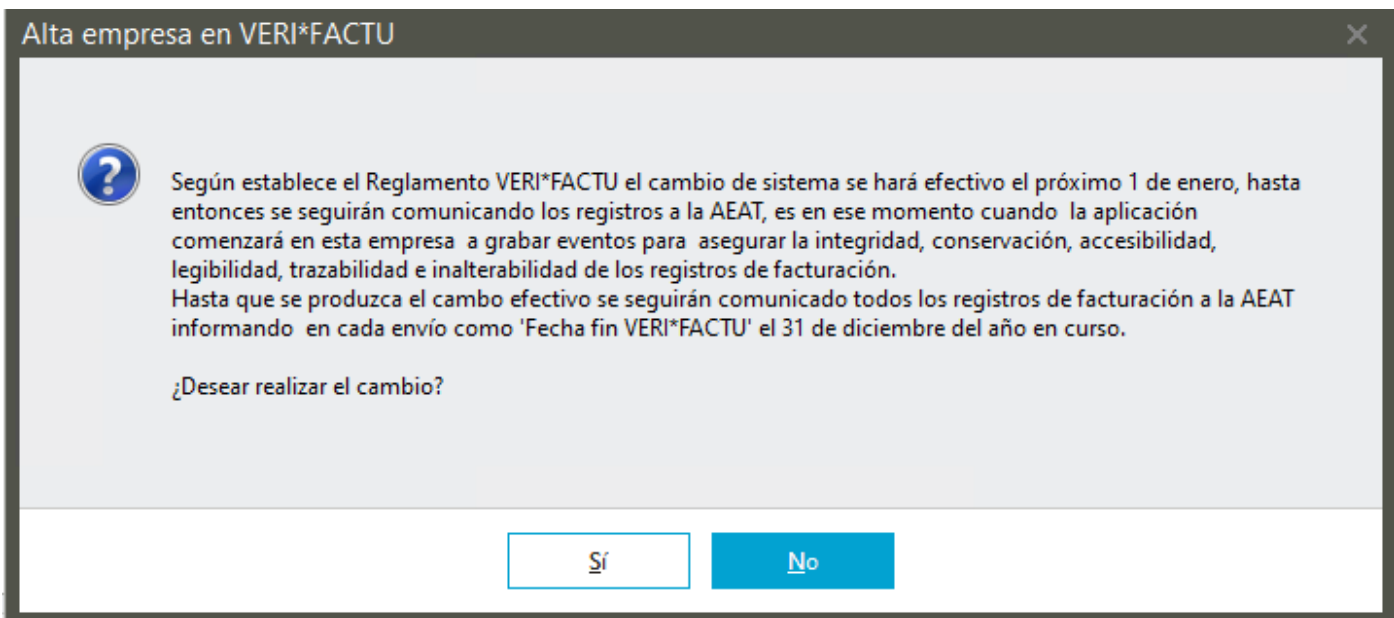 Alta empresa en VERI*FACTU
Según establece el Reglamento VERI*FACTU el cambio de sistema se hará efectivo el próximo 1 de enero, hasta
entonces se seguirán comunicando los registros a la AEAT, es en ese momento cuando  la aplicación
comenzará en esta empresa  a grabar eventos para  asegurar la integridad, conservación, accesibilidad,
legibilidad, trazabilidad e inalterabilidad de los registros de facturación.
Hasta que se produzca el cambo efectivo se seguirán comunicado todos los registros de facturación a la AEAT
informando  en cada envío como 'Fecha fin VERI*FACTU' el 31 de diciembre del año en curso.
¿Desear realizar el cambio?
Sí
No